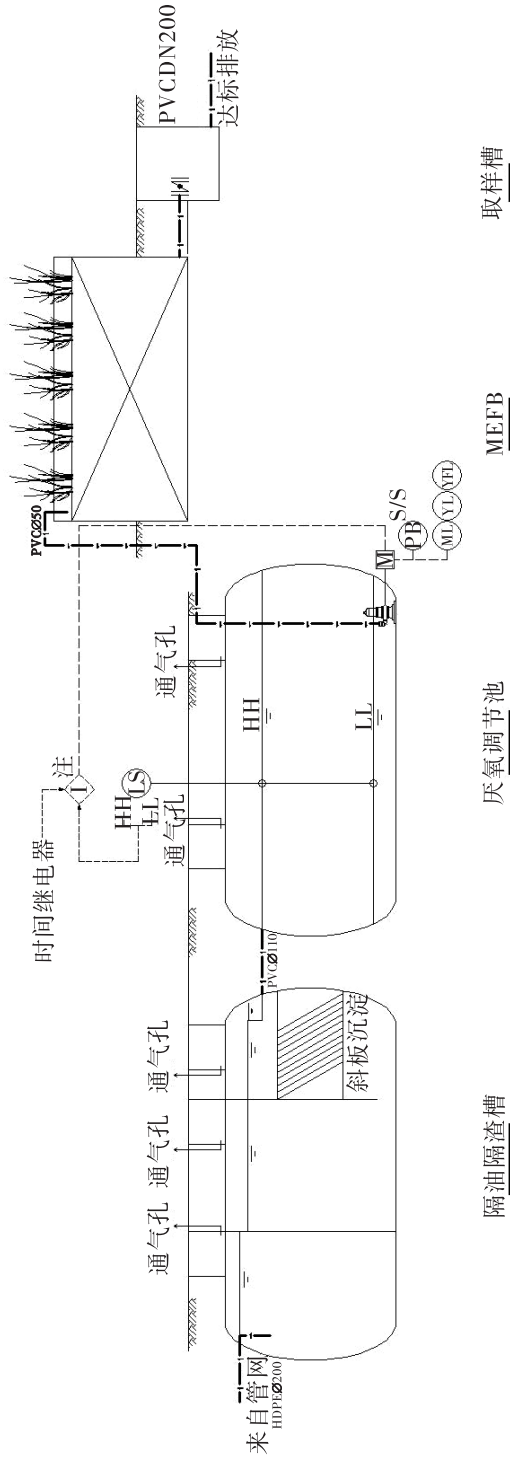 来自管网
HDPEØ200
通气孔
通气孔
通气孔
斜板沉淀
PVCØ110
时间继电器
I
注
HH
LL
LS
通气孔
通气孔
HH
LL
PVCØ50
M
PB
S/S
ML
YL
YFL
PVCDN200
达标排放
隔油隔渣槽
厌氧调节池
MEFB
取样槽